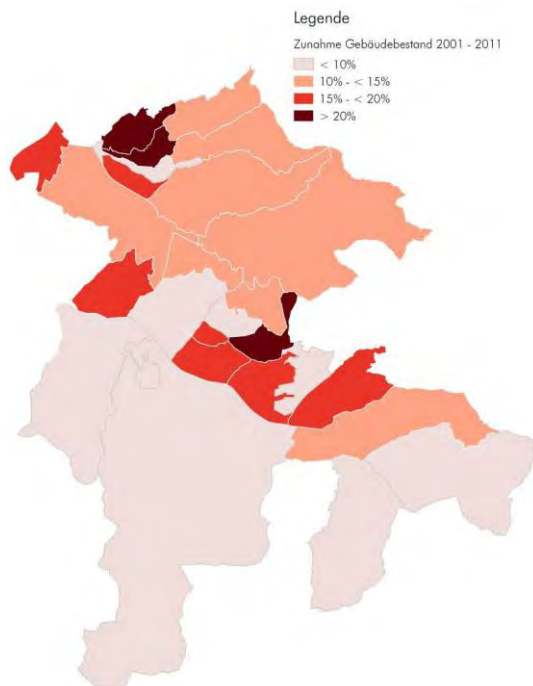 Legende
Zunahme Gebäudebestand 2001 - 2011
< 10%
10% - < 15%
15% - < 20%
> 20%